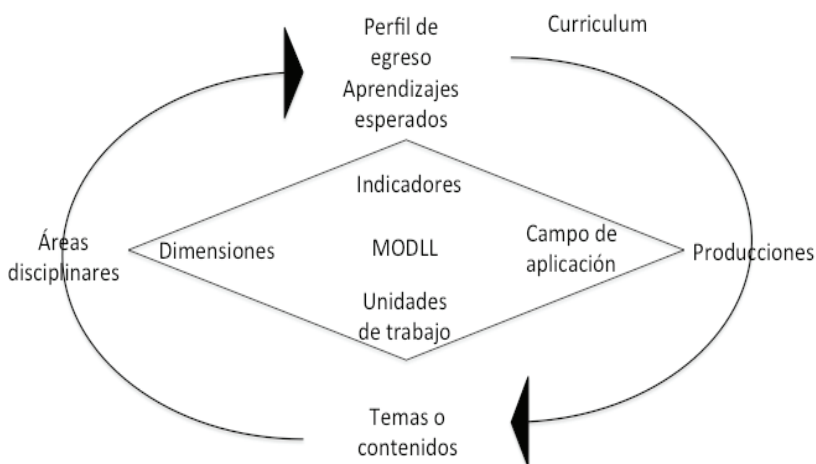 Perfil de
egreso
Aprendizajes
esperados
Curriculum
Indicadores
Áreas
disciplinares
Dimensiones
MODLL
Campo de
aplicación
Producciones
Unidades
de trabajo
Temas o
contenidos